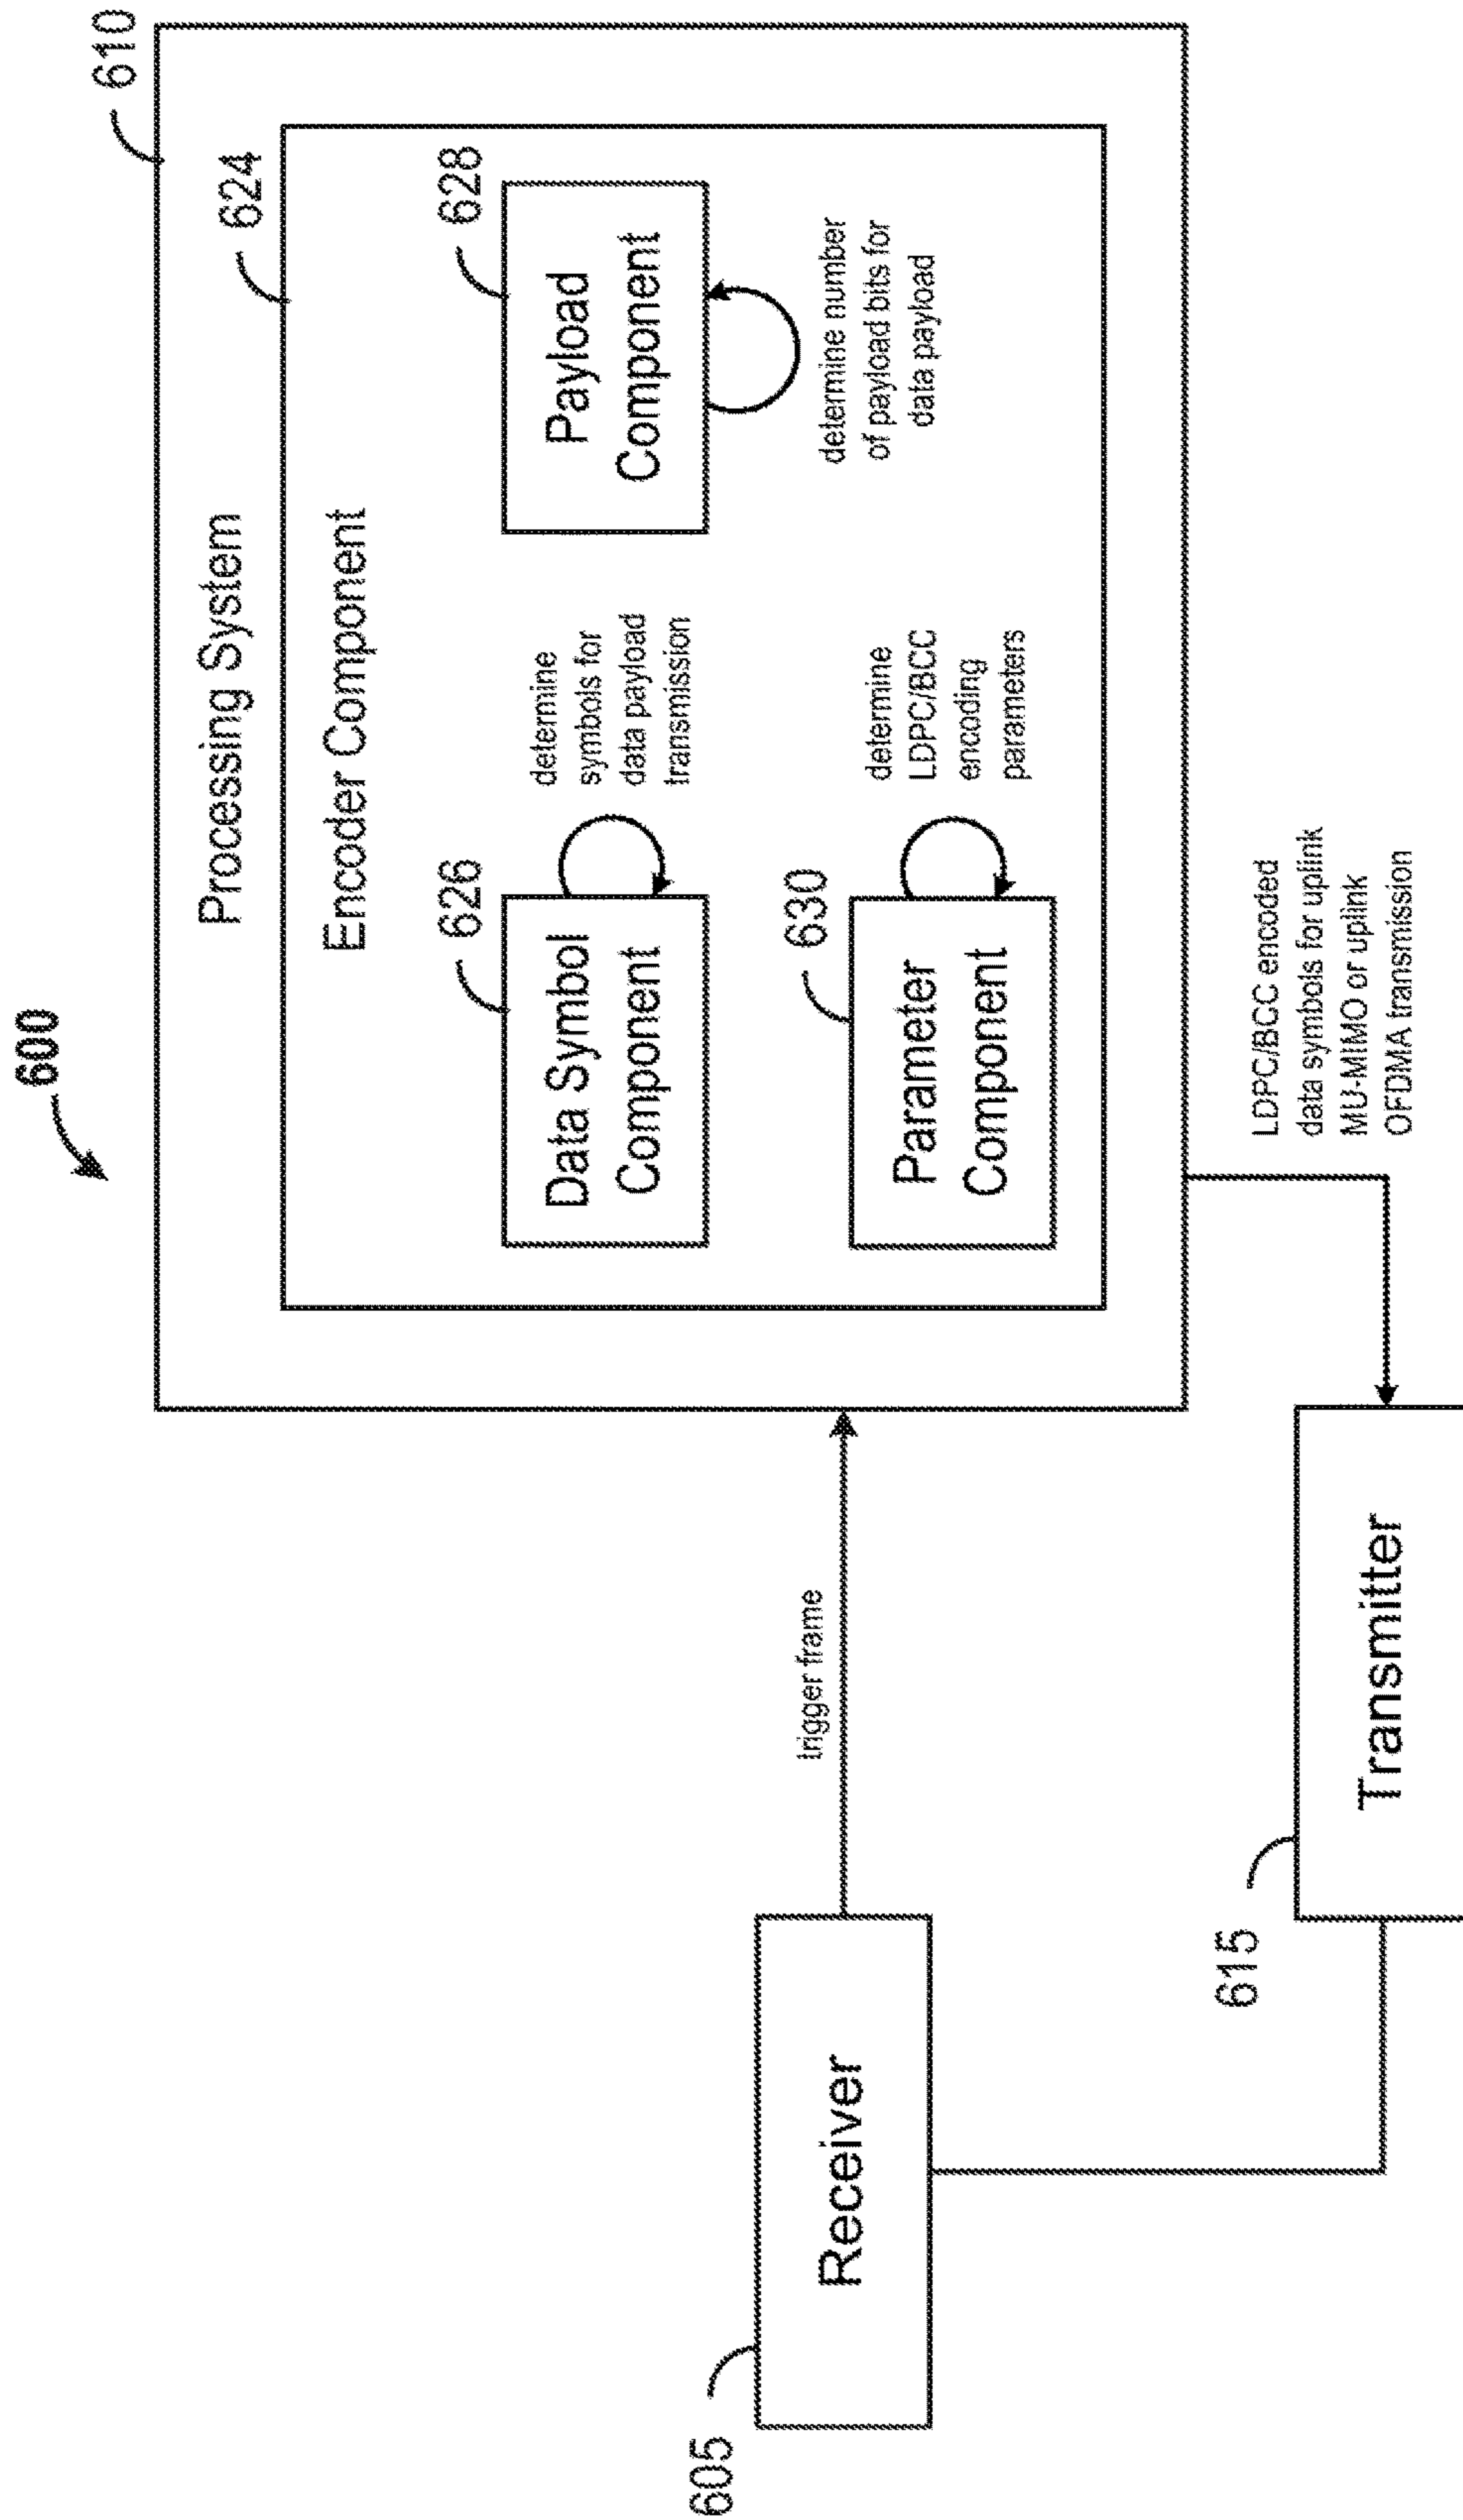 600
610
Processing System
624
Encoder Component
626
Data Symbol
Component
determine
symbols for
data payload
transmission
628
Payload
Component
determine number
of payload bits for
data payload
630
Parameter
Component
determine
LDPC/BCC
encoding
parameters
605
Receiver
trigger frame
LDPC/BCC encoded
data symbols for uplink
MU-MIMO or uplink
OFDMA transmission
615
Transmitter